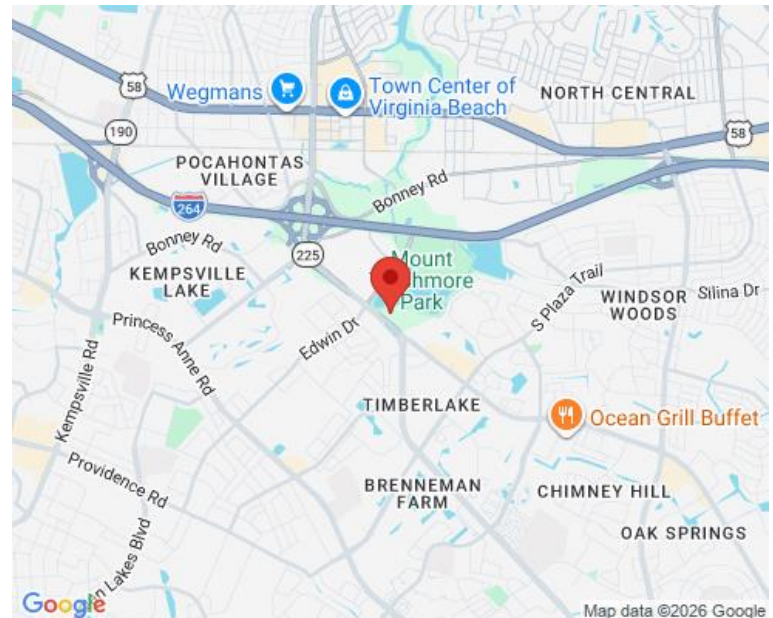 58
Wegmans
Town Center of
Virginia Beach
NORTH CENTRAL
58
190
POCAHONTAS
VILLAGE
Bonney Rd
264
Bonney Rd
225
Mount
Park
KEMPSVILLE
LAKE
S Plaza Trail
WINDSOR
WOODS
Silina Dr
Princess Anne Rd
Edwin Dr
Kempsville Rd
TIMBERLAKE
Ocean Grill Buffet
Providence Rd
BRENNEMAN
FARM
CHIMNEY HILL
OAK SPRINGS
Lakes Blvd
Google
Map data ©2026 Google